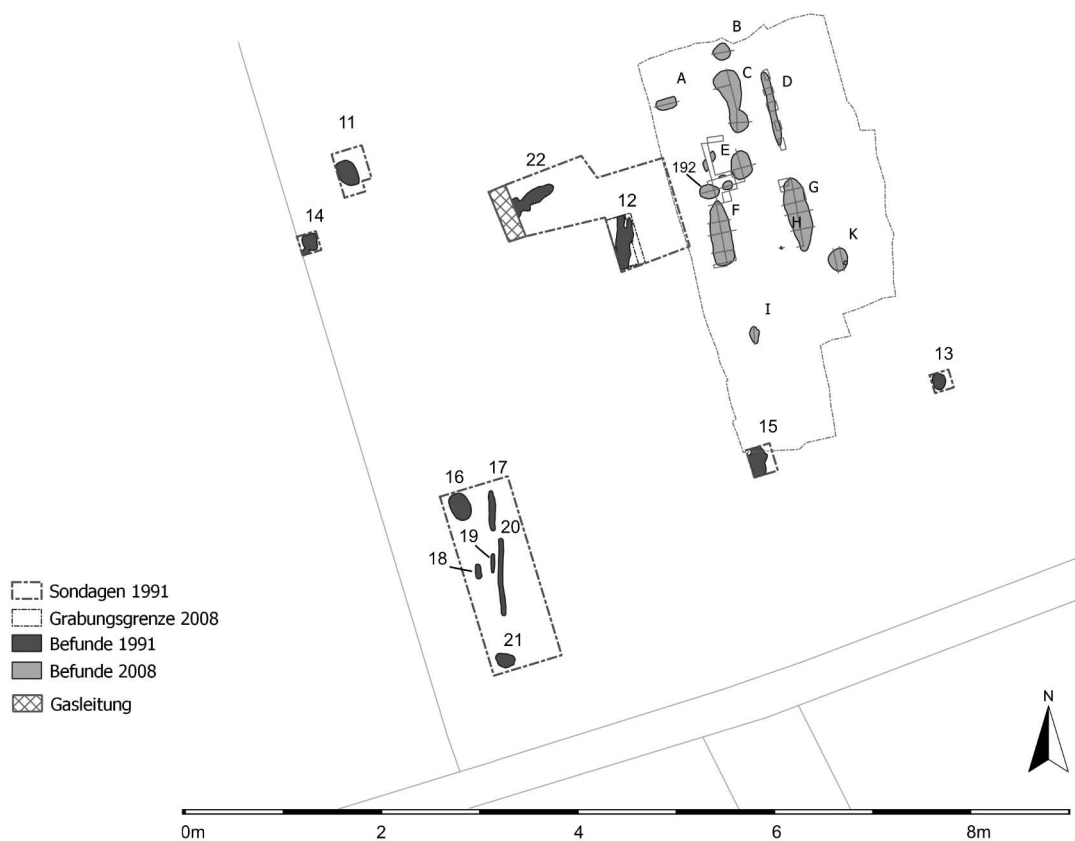 B
A
C
D
11
E
22
192
G
12
F
14
H
K
I
13
15
17
16
20
19
18
Sondagen 1991
Grabungsgrenze 2008
Befunde 1991
21
Befunde 2008
Gasleitung
N
0m 2 4 6 8m